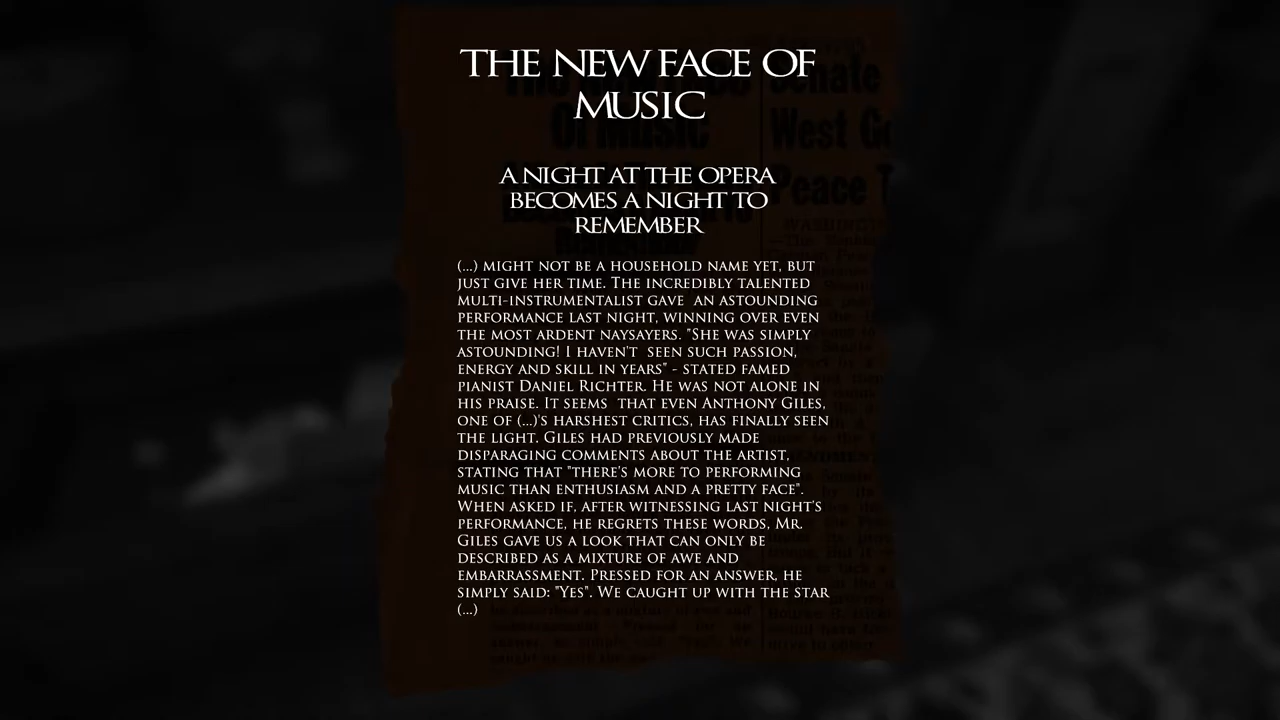 THE NEW FACE OF
MUSIC
A NIGHT AT THE OPERA
BECOMES A NIGHT TO
REMEMBER
(...) MIGHT NOT BE A HOUSEHOLD NAME YET, BUT
JUST GIVE HER TIME. THE INCREDIBLY TALENTED
MULTI-INSTRUMENTALIST GAVE AN ASTOUNDING
PERFORMANCE LAST NIGHT, WINNING OVER EVEN
THE MOST ARDENT NAYSAYERS. "SHE WAS SIMPLY
ASTOUNDING! I HAVEN'T SEEN SUCH PASSION,
ENERGY AND SKILL IN YEARS" - STATED FAMED
PIANIST DANIEL RICHTER. HE WAS NOT ALONE IN
HIS PRAISE. IT SEEMS THAT EVEN ANTHONY GILES,
ONE OF (...)'S HARSHEST CRITICS, HAS FINALLY SEEN
THE LIGHT. GILES HAD PREVIOUSLY MADE
DISPARAGING COMMENTS ABOUT THE ARTIST,
STATING THAT "THERE'S MORE TO PERFORMING
MUSIC THAN ENTHUSIASM AND A PRETTY FACE".
WHEN ASKED IF, AFTER WITNESSING LAST NIGHT'S
PERFORMANCE, HE REGRETS THESE WORDS, MR.
GILES GAVE US A LOOK THAT CAN ONLY BE
DESCRIBED AS A MIXTURE OF AWE AND
EMBARRASSMENT. PRESSED FOR AN ANSWER, HE
SIMPLY SAID: "YES". WE CAUGHT UP WITH THE STAR
(...)
Senate
West Go
Peace T